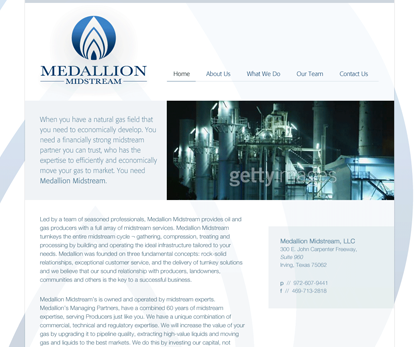 MEDALLION
MIDSTREAM
Home
About Us
What We Do
Our Team
Contact Us
When you have a natural gas field that
you need to economically develop. You
need a financially strong midstream
partner you can trust, who has the
expertise to efficiently and economically
move your gas to market. You need
Medallion Midstream.
gettyimages
Led by a team of seasoned professionals, Medallion Midstream provides oil and
gas producers with a full array of midstream services. Medallion Midstream
turnkeys the entire midstream cycle – gathering, compression, treating and
processing by building and operating the ideal infrastructure tailored to your
needs. Medallion was founded on three fundamental concepts: rock-solid
relationships, exceptional customer service, and the delivery of turnkey solutions
and we believe that our sound relationship with producers, landowners,
communities and others is the key to a successful business.
Medallion Midstream, LLC
300 E. John Carpenter Freeway,
Suite 960
Irving, Texas 75062
p // 972-607-9441
f // 469-713-2816
Medallion Midstream's is owned and operated by midstream experts.
Medallion's Managing Partners, have a combined 60 years of midstream
expertise, serving Producers just like you. We have a unique combination of
commercial, technical and regulatory expertise. We will increase the value of
your gas by upgrading it to pipeline quality, extracting high-value liquids and moving
gas and liquids to the best markets. We do this by investing our capital, not